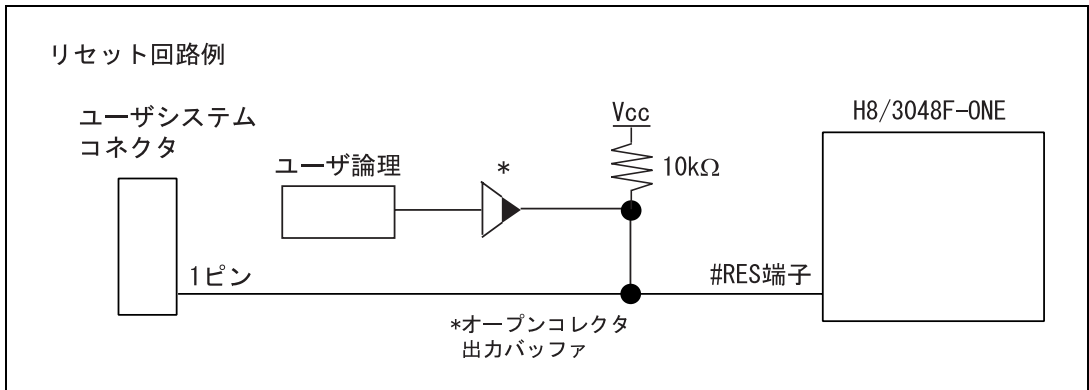 リセット回路例
ユーザシステム
コネクタ
ユーザ論理
*
Vcc
10kΩ
H8/3048F-ONE
1ピン
#RES端子
*オープンコレクタ
出力バッファ